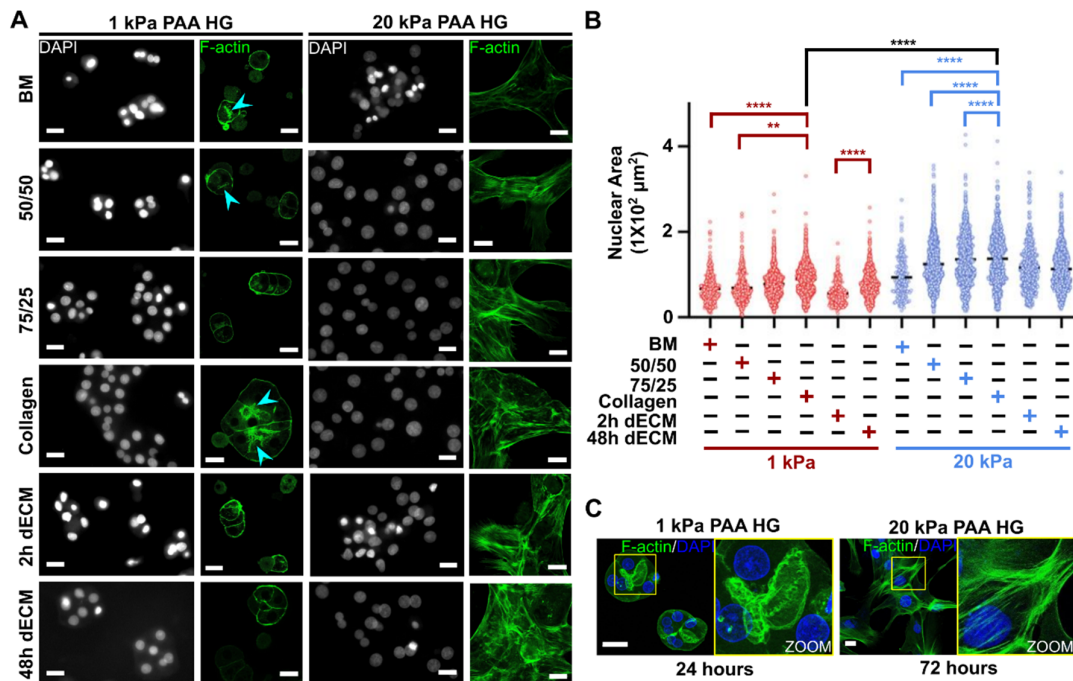 A
1 kPa PAA HG
20 kPa PAA HG
DAPI
F-actin
DAPI
F-actin
BM
50/50
75/25
Collagen
2h dECM
48h dECM
B
****
****
****
****
****
**
****
Nuclear Area
(1X10² µm²)
4
2
0
BM + – – – – – + – – – – –
50/50 – + – – – – – + – – – –
75/25 – – + – – – – – + – – –
Collagen – – – + – – – – – + – –
2h dECM – – – – + – – – – – + –
48h dECM – – – – – + – – – – – +
1 kPa
20 kPa
C
1 kPa PAA HG
20 kPa PAA HG
F-actin/DAPI
ZOOM
F-actin/DAPI
ZOOM
24 hours
72 hours